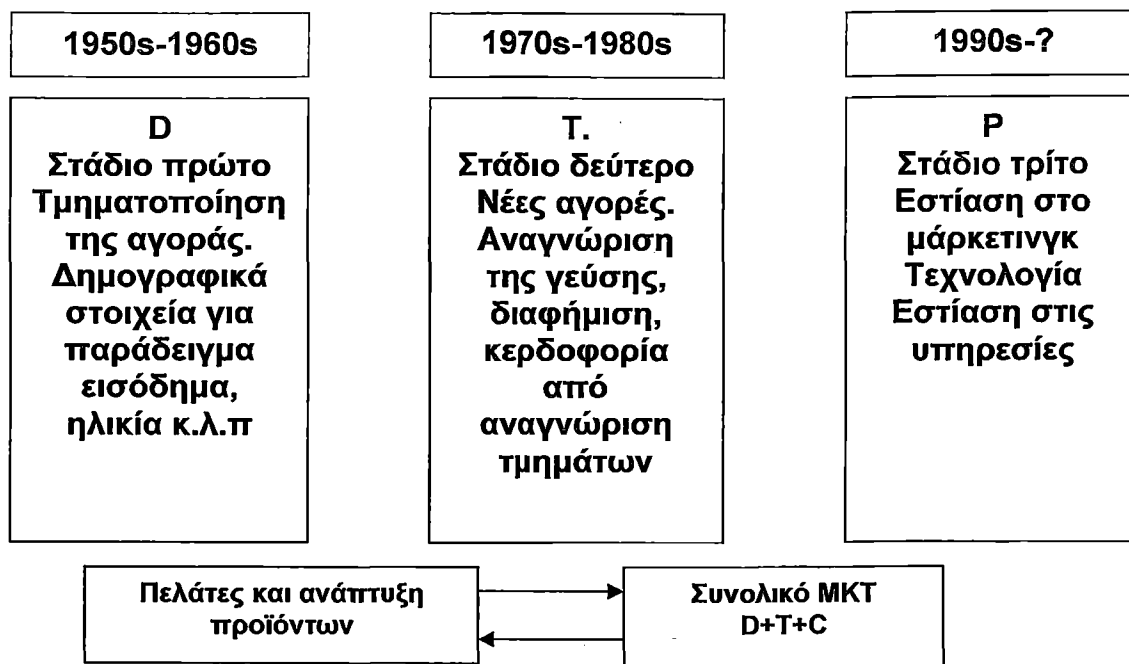 1950s-1960s
1970s-1980s
1990s-?
D
Στάδιο πρώτο
Τμηματοποίηση
της αγοράς.
Δημογραφικά
στοιχεία για
παράδειγμα
εισόδημα,
ηλικία κ.λ.π
T.
Στάδιο δεύτερο
Νέες αγορές.
Αναγνώριση
της γεύσης,
διαφήμιση,
κερδοφορία
από
αναγνώριση
τμημάτων
P
Στάδιο τρίτο
Εστίαση στο
μάρκετινγκ
Τεχνολογία
Εστίαση στις
υπηρεσίες
Πελάτες και ανάπτυξη
προϊόντων
Συνολικό ΜΚΤ
D+T+C